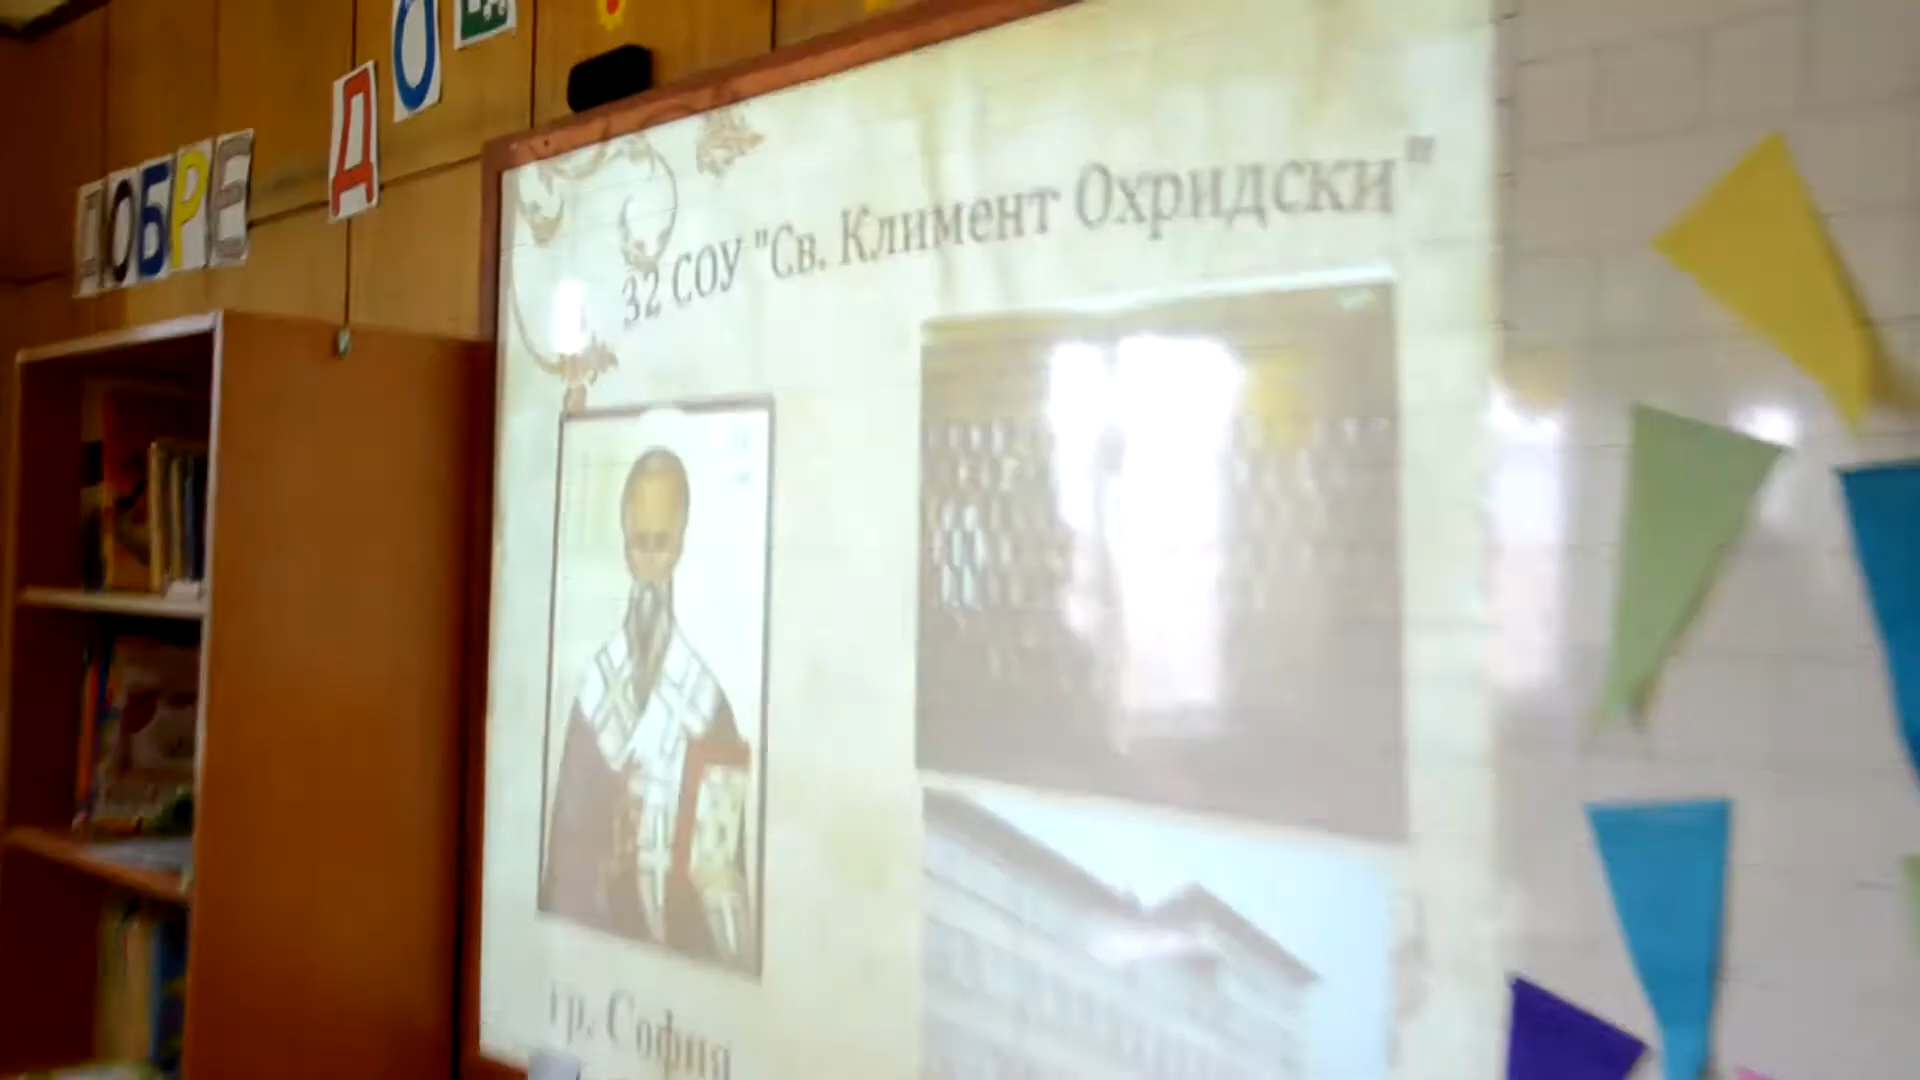 ДОБРЕ ДО
32 СОУ "Св. Климент Охридски"
гр. София